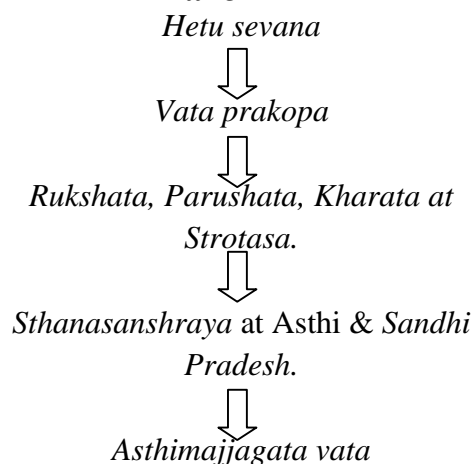 Hetu sevana
Vata prakopa
Rukshata, Parushata, Kharata at
Strotasa.
Sthanasanshraya at Asthi & Sandhi
Pradesh.
Asthimajjagata vata